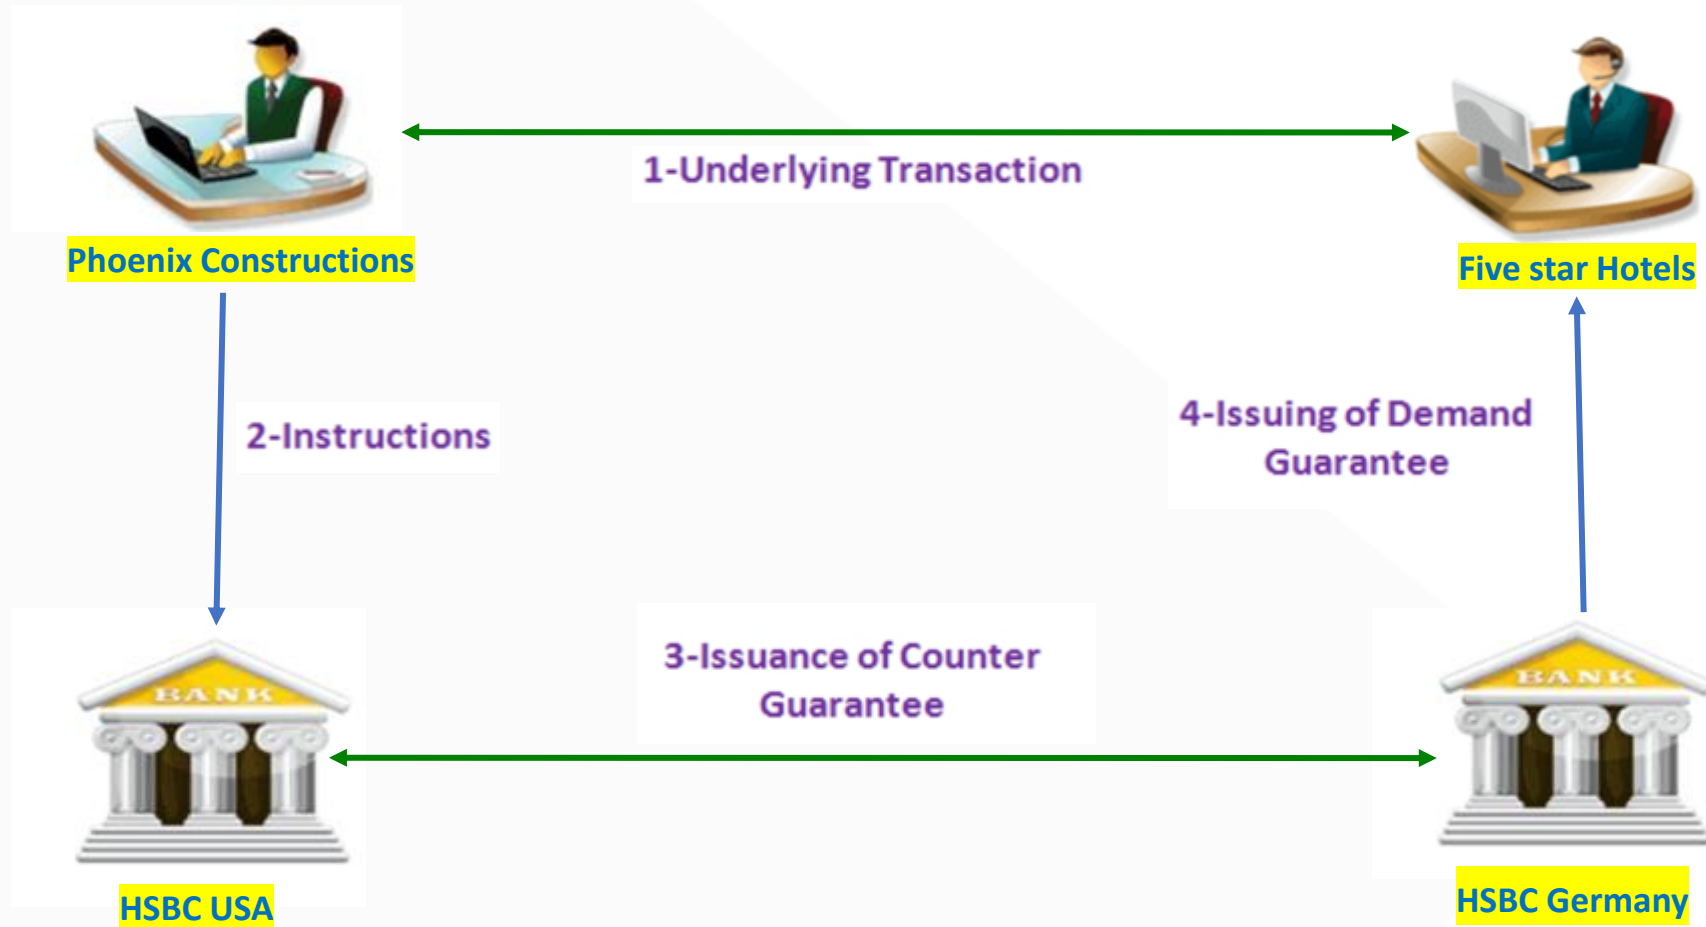 1-Underlying Transaction
Phoenix Constructions
Five star Hotels
2-Instructions
4-Issuing of Demand
Guarantee
3-Issuance of Counter
Guarantee
BANK
BANK
HSBC USA
HSBC Germany